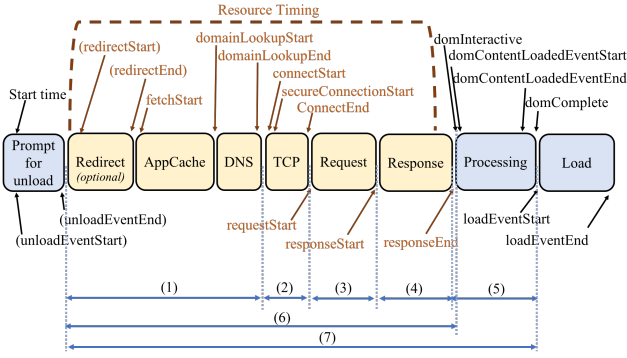 Resource Timing
(redirectStart)
domainLookupStart
domInteractive
domContentLoadedEventStart
domainLookupEnd
(redirectEnd)
connectStart
domContentLoadedEventEnd
secureConnectionStart
Start time
fetchStart
ConnectEnd
domComplete
Prompt
for
unload
Redirect
(optional)
AppCache
DNS
TCP
Request
Response
Processing
Load
(unloadEventEnd)
requestStart
loadEventStart
(unloadEventStart)
responseStart
responseEnd
loadEventEnd
(1)
(2)
(3)
(4)
(5)
(6)
(7)